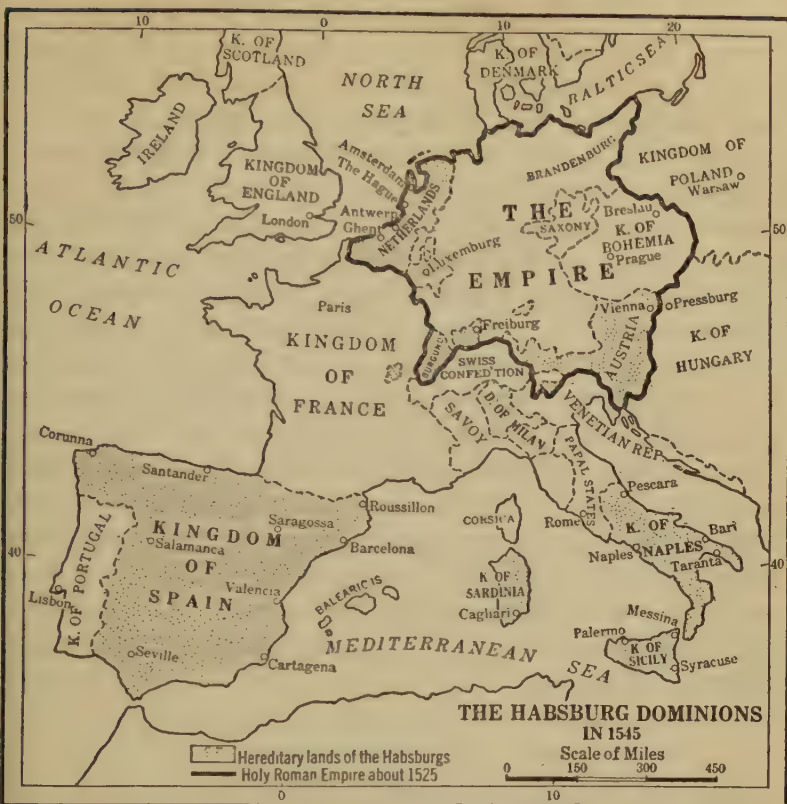 10 0 10 20
K. OF
SCOTLAND
NORTH
SEA
K. OF
DENMARK
BALTIC SEA
IRELAND
KINGDOM
OF
ENGLAND
London
Amsterdam
The Hague
Antwerp
Ghent
NETHERLANDS
BRANDENBURG
KINGDOM OF
POLAND
Warsaw
50
50
THE
EMPIRE
SAXONY
Breslau
K. OF
BOHEMIA
Prague
Luxemburg
ATLANTIC
OCEAN
Paris
KINGDOM
OF
FRANCE
Freiburg
BURGUNDY
SWISS
CONFED'TION
Vienna
Pressburg
AUSTRIA
K. OF
HUNGARY
SAVOY
D. OF MILAN
VENETIAN REP.
PAPAL STATES
Corunna
Santander
Roussillon
Saragossa
Barcelona
KINGDOM
OF
SPAIN
Salamanca
Valencia
K. OF PORTUGAL
Lisbon
Seville
Cartagena
40
40
CORSICA
Rome
Pescara
K. OF
NAPLES
Naples
Bari
Taranta
BALEARIC IS
K. OF
SARDINIA
Cagliari
MEDITERRANEAN
SEA
Messina
Palermo
K. OF
SICILY
Syracuse
THE HABSBURG DOMINIONS
IN 1545
Scale of Miles
0 150 300 450
Hereditary lands of the Habsburgs
Holy Roman Empire about 1525
0 10